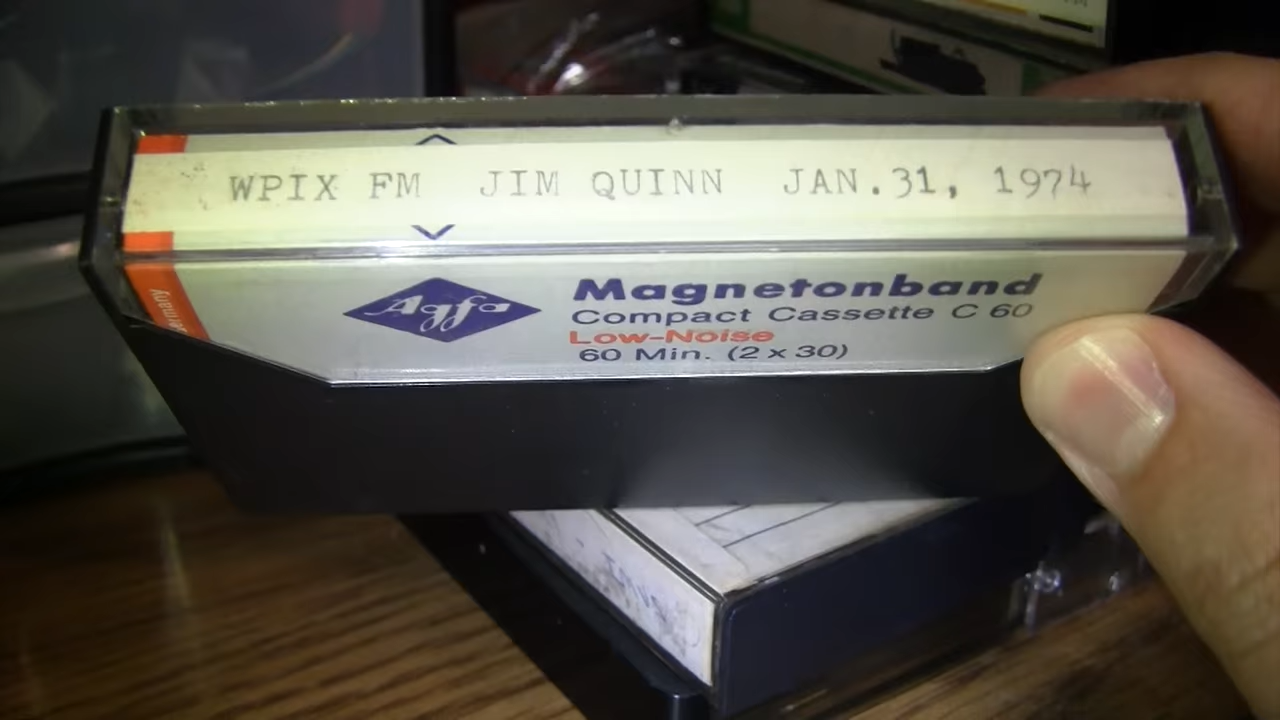 WPIX FM JIM QUINN JAN.31, 1974
Agfa
Magnetonband
Compact Cassette C 60
Low-Noise
60 Min. (2 x 30)